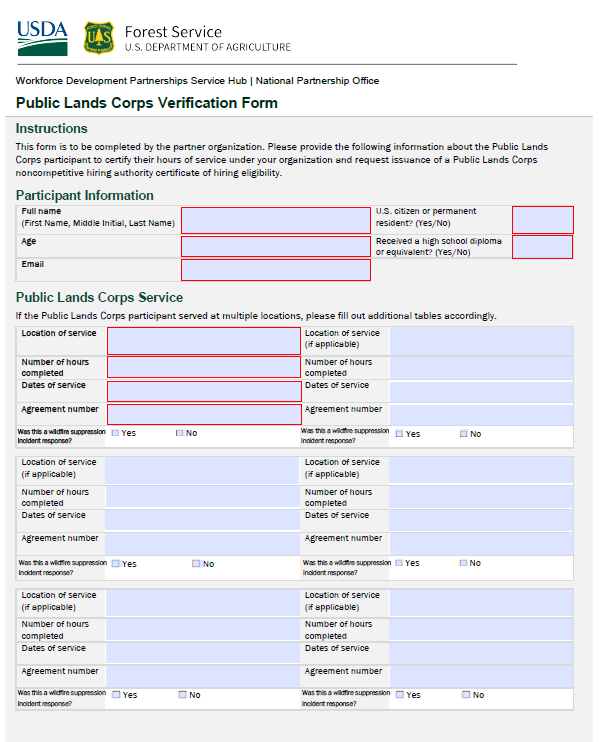 USDA
UAS
Forest Service
U.S. DEPARTMENT OF AGRICULTURE
Workforce Development Partnerships Service Hub | National Partnership Office
Public Lands Corps Verification Form
Instructions
This form is to be completed by the partner organization. Please provide the following information about the Public Lands
Corps participant to certify their hours of service under your organization and request issuance of a Public Lands Corps
noncompetitive hiring authority certificate of hiring eligibility.
Participant Information
Full name
(First Name, Middle Initial, Last Name)
U.S. citizen or permanent
resident? (Yes/No)
Age
Received a high school diploma
or equivalent? (Yes/No)
Email
Public Lands Corps Service
If the Public Lands Corps participant served at multiple locations, please fill out additional tables accordingly.
Location of service
Location of service
(if applicable)
Number of hours
completed
Number of hours
completed
Dates of service
Dates of service
Agreement number
Agreement number
Was this a wildfire suppression
incident response?
Yes
No
Was this a wildfire suppression
incident response?
Yes
No
Location of service
(if applicable)
Location of service
(if applicable)
Number of hours
completed
Number of hours
completed
Dates of service
Dates of service
Agreement number
Agreement number
Was this a wildfire suppression
incident response?
Yes
No
Was this a wildfire suppression
incident response?
Yes
No
Location of service
(if applicable)
Location of service
(if applicable)
Number of hours
completed
Number of hours
completed
Dates of service
Dates of service
Agreement number
Agreement number
Was this a wildfire suppression
incident response?
Yes
No
Was this a wildfire suppression
incident response?
Yes
No